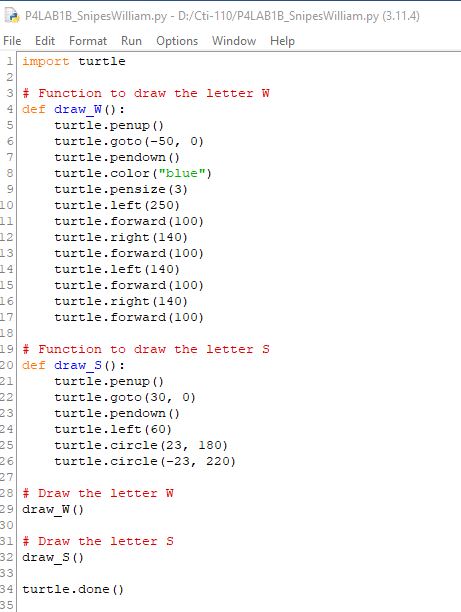 P4LAB1B_SnipesWilliam.py - D:/Cti-110/P4LAB1B_SnipesWilliam.py (3.11.4)
File Edit Format Run Options Window Help
1 import turtle
2
3 # Function to draw the letter W
4 def draw_W():
5     turtle.penup()
6     turtle.goto(-50, 0)
7     turtle.pendown()
8     turtle.color("blue")
9     turtle.pensize(3)
10     turtle.left(250)
11     turtle.forward(100)
12     turtle.right(140)
13     turtle.forward(100)
14     turtle.left(140)
15     turtle.forward(100)
16     turtle.right(140)
17     turtle.forward(100)
18
19 # Function to draw the letter S
20 def draw_S():
21     turtle.penup()
22     turtle.goto(30, 0)
23     turtle.pendown()
24     turtle.left(60)
25     turtle.circle(23, 180)
26     turtle.circle(-23, 220)
27
28 # Draw the letter W
29 draw_W()
30
31 # Draw the letter S
32 draw_S()
33
34 turtle.done()
35